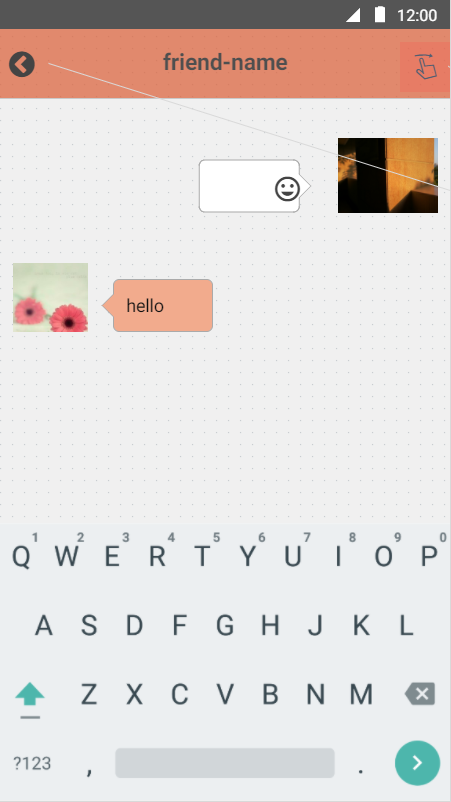 12:00
friend-name
hello
1 2 3 4 5 6 7 8 9 0
Q W E R T Y U I O P
A S D F G H J K L
Z X C V B N M
?123 , .